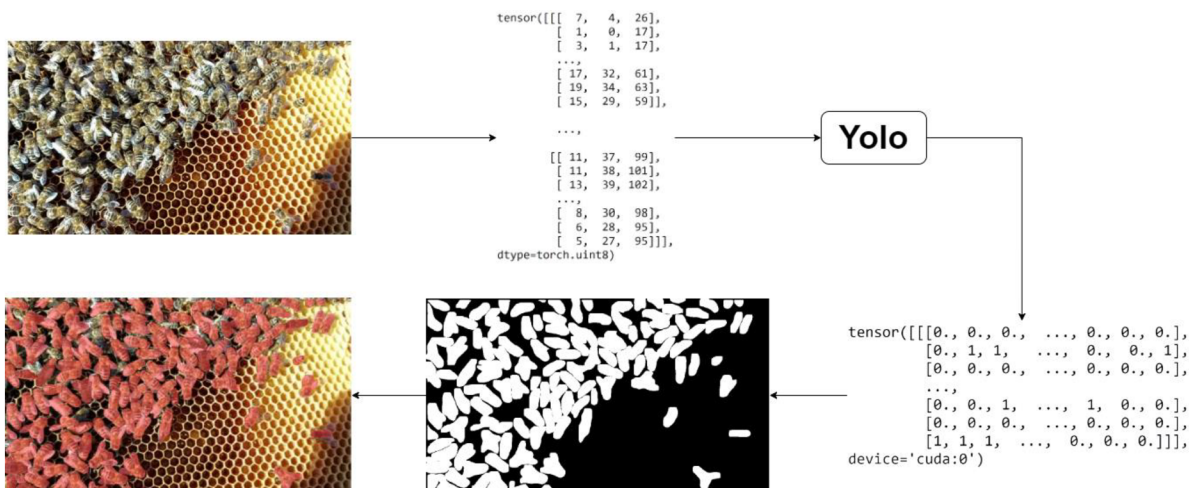 tensor([[[ 7, 4, 26],
[ 1, 0, 17],
[ 3, 1, 17],
...,
[ 17, 32, 61],
[ 19, 34, 63],
[ 15, 29, 59]],
...,
[[ 11, 37, 99],
[ 11, 38, 101],
[ 13, 39, 102],
...,
[ 8, 30, 98],
[ 6, 28, 95],
[ 5, 27, 95]]],
dtype=torch.uint8)
Yolo
tensor([[[0., 0., 0., ..., 0., 0., 0.],
[0., 1, 1, ..., 0., 0., 1],
[0., 0., 0., ..., 0., 0., 0.],
...,
[0., 0., 1, ..., 1, 0., 0.],
[0., 0., 0., ..., 0., 0., 0.],
[1, 1, 1, ..., 0., 0., 0.]]],
device='cuda:0')